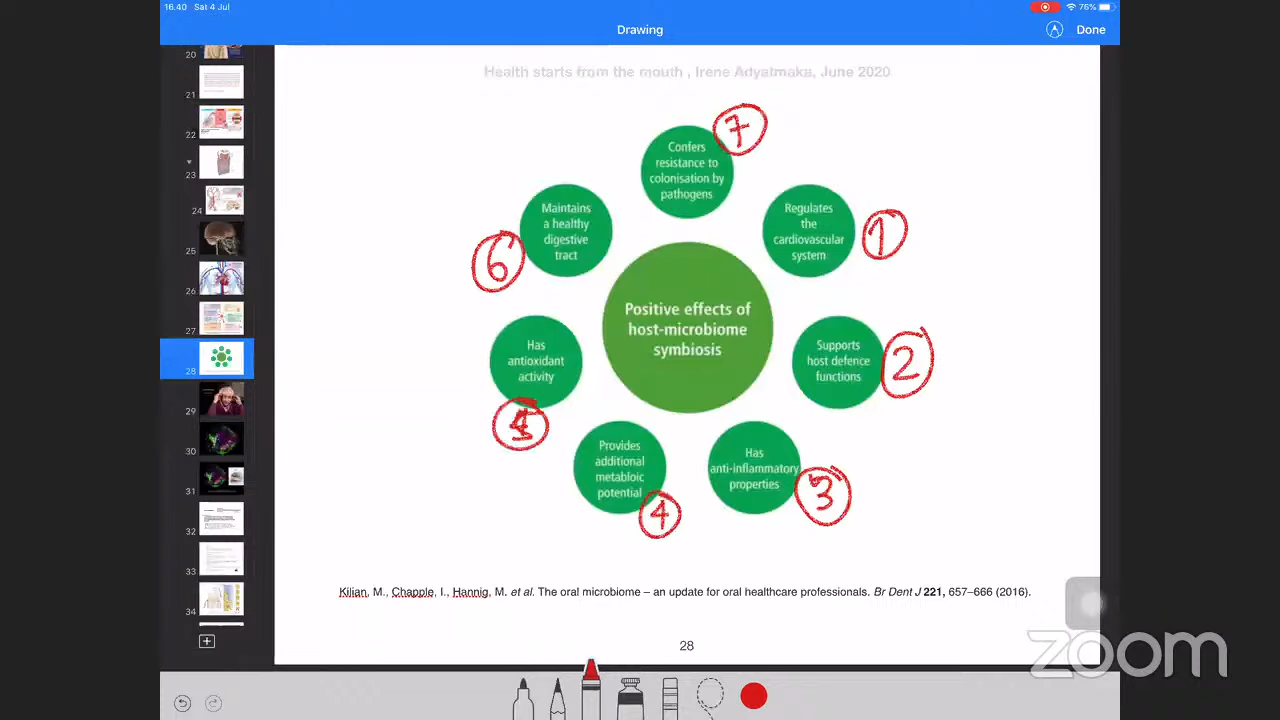 16.40 Sat 4 Jul
76%
Drawing
Done
Health starts from the mouth , Irene Adyatmaka, June 2020
7
Confers
resistance to
colonisation by
pathogens
Maintains
a healthy
digestive
tract
6
Regulates
the
cardiovascular
system
1
Positive effects of
host-microbiome
symbiosis
Has
antioxidant
activity
5
Supports
host defence
functions
2
Provides
additional
metabloic
potential
4
Has
anti-inflammatory
properties
3
Kilian, M., Chapple, I., Hannig, M. et al. The oral microbiome – an update for oral healthcare professionals. Br Dent J 221, 657–666 (2016).
28
20
21
22
23
24
25
26
27
28
29
30
31
32
33
34
zoom